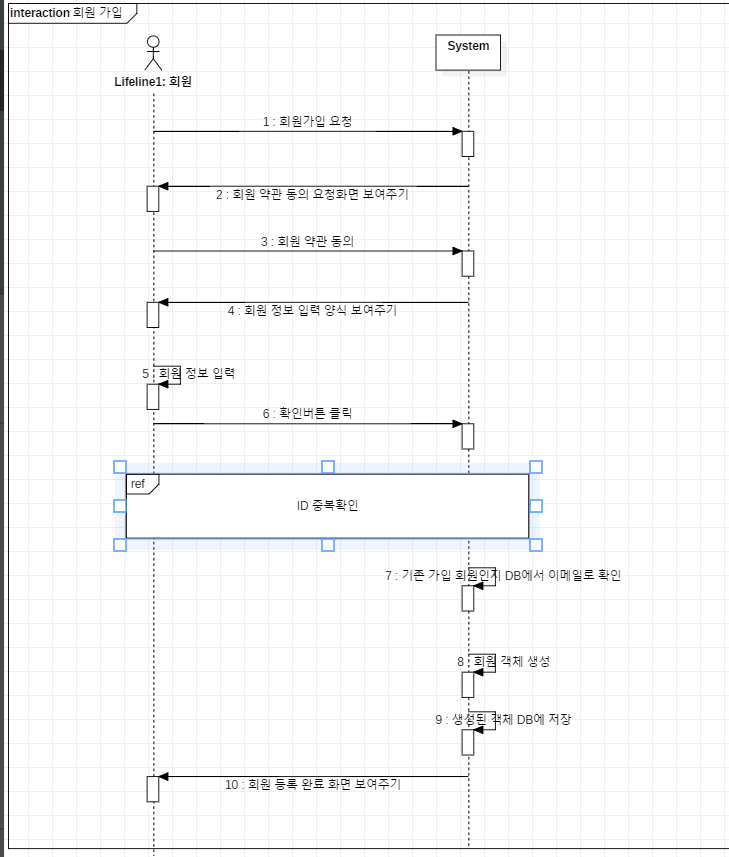 interaction 회원 가입
System
Lifeline1: 회원
1 : 회원가입 요청
2 : 회원 약관 동의 요청화면 보여주기
3 : 회원 약관 동의
4 : 회원 정보 입력 양식 보여주기
5 : 회원 정보 입력
6 : 확인버튼 클릭
ref
ID 중복확인
7 : 기존 가입 회원인지 DB에서 이메일로 확인
8 : 회원 객체 생성
9 : 생성된 객체 DB에 저장
10 : 회원 등록 완료 화면 보여주기